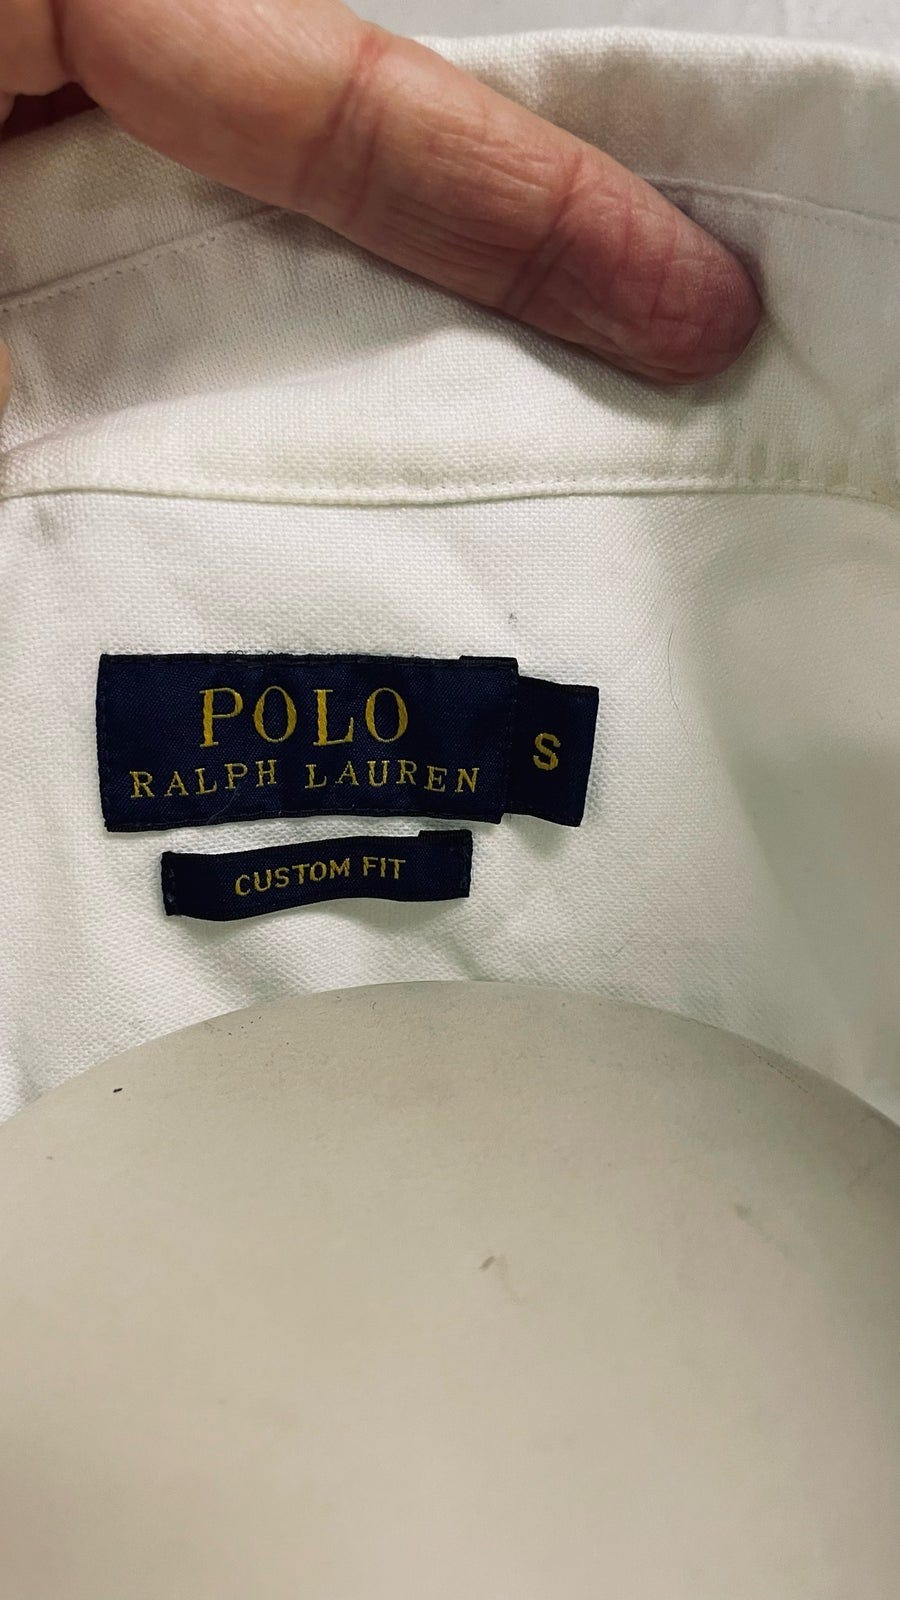 POLO
RALPH LAUREN
S
CUSTOM FIT